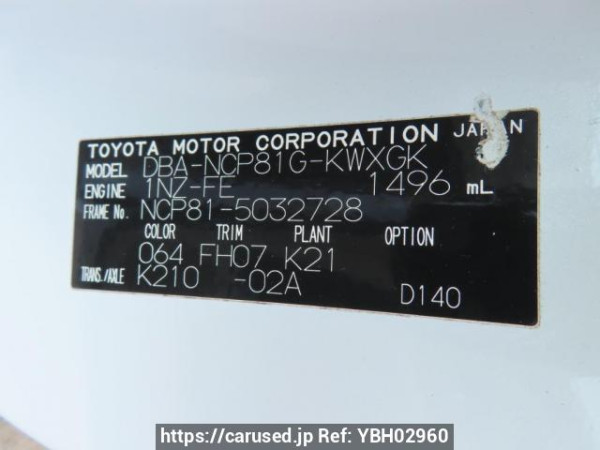 TOYOTA MOTOR CORPORATION JAPAN
MODEL DBA-NCP81G-KWXGK
ENGINE 1NZ-FE 1496 mL
FRAME No. NCP81-5032728
COLOR TRIM PLANT OPTION
064 FH07 K21
TRANS./AXLE K210 -02A
D140
https://carused.jp Ref: YBH02960